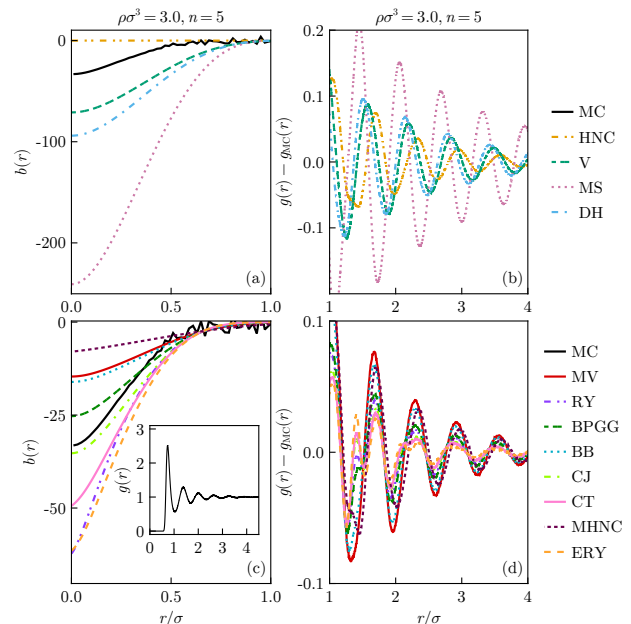 ρσ³ = 3.0, n = 5
ρσ³ = 3.0, n = 5
0
-100
-200
b(r)
0.0
0.5
1.0
(a)
0.2
0.1
0.0
-0.1
g(r) − g_MC(r)
1
2
3
4
(b)
MC
HNC
V
MS
DH
0
-25
-50
b(r)
0.0
0.5
1.0
r/σ
(c)
3
2
1
0
g(r)
0
1
2
3
4
0.1
0.0
-0.1
g(r) − g_MC(r)
1
2
3
4
r/σ
(d)
MC
MV
RY
BPGG
BB
CJ
CT
MHNC
ERY